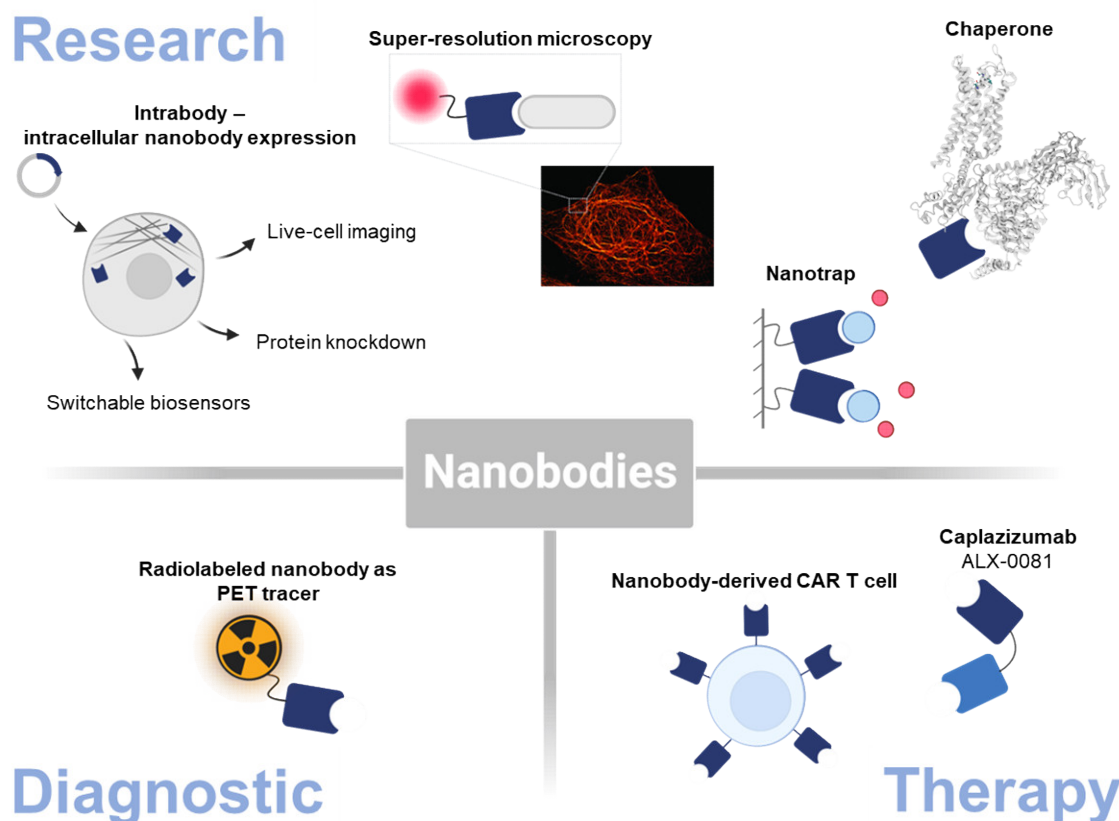 Research
Super-resolution microscopy
Chaperone
Intrabody –
intracellular nanobody expression
Live-cell imaging
Nanotrap
Protein knockdown
Switchable biosensors
Nanobodies
Radiolabeled nanobody as
PET tracer
Nanobody-derived CAR T cell
Caplazizumab
ALX-0081
Diagnostic
Therapy